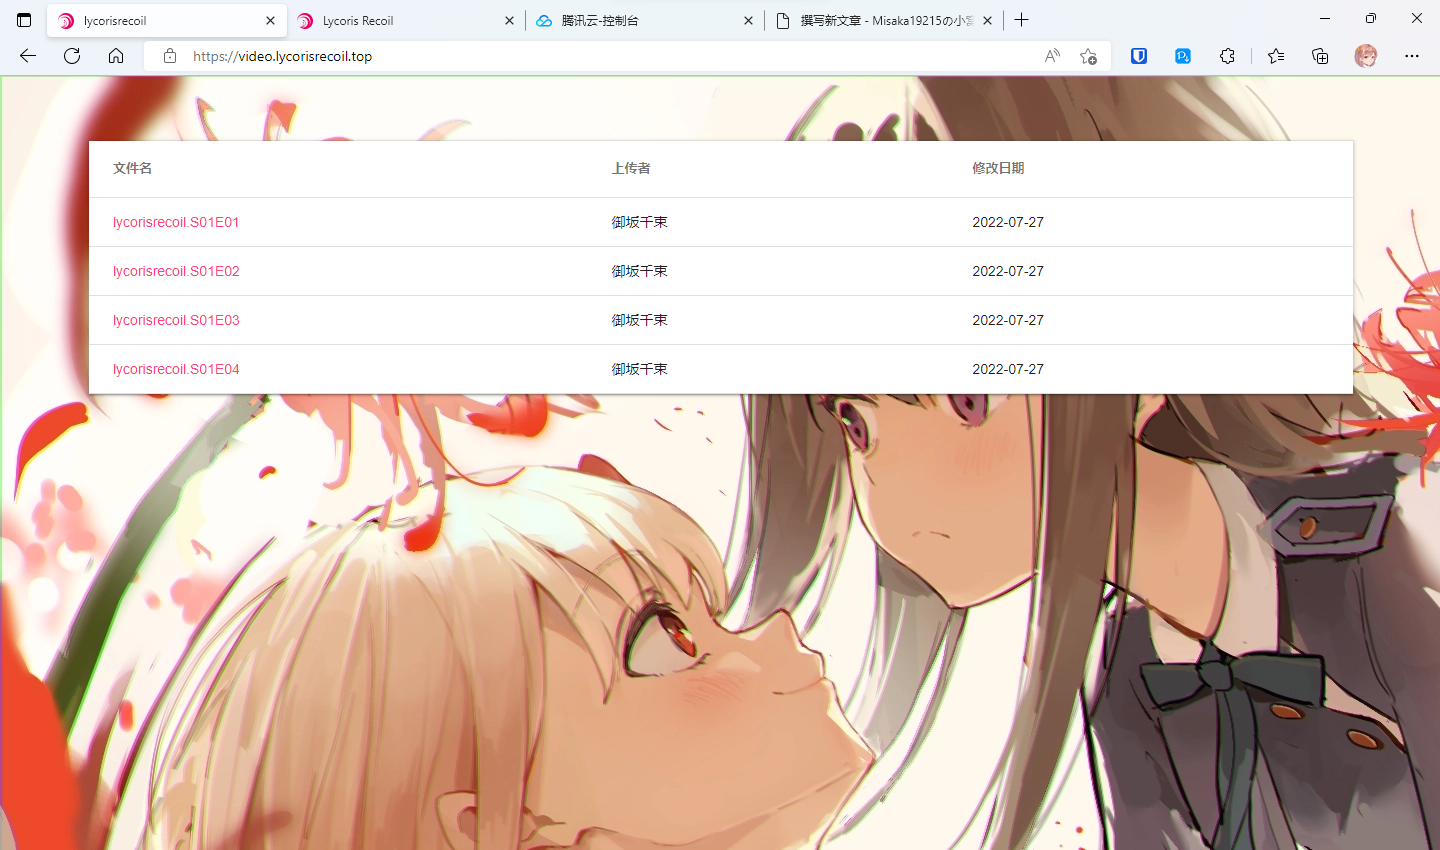 lycorisrecoil
Lycoris Recoil
腾讯云-控制台
撰写新文章 - Misaka19215の小
https://video.lycorisrecoil.top
文件名 上传者 修改日期
lycorisrecoil.S01E01 御坂千束 2022-07-27
lycorisrecoil.S01E02 御坂千束 2022-07-27
lycorisrecoil.S01E03 御坂千束 2022-07-27
lycorisrecoil.S01E04 御坂千束 2022-07-27